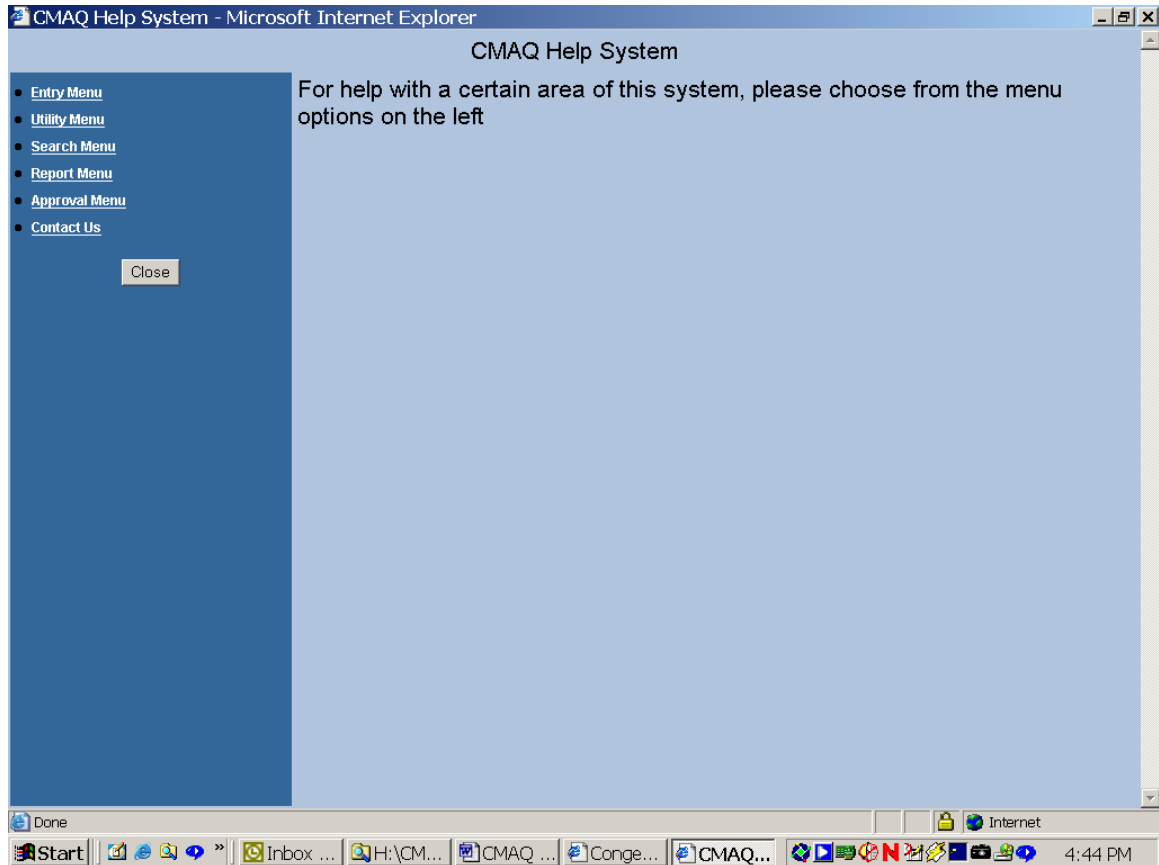 CMAQ Help System - Microsoft Internet Explorer
CMAQ Help System
Entry Menu
Utility Menu
Search Menu
Report Menu
Approval Menu
Contact Us
Close
For help with a certain area of this system, please choose from the menu
options on the left
Done
Internet
Start
Inbox ...
H:\CM...
CMAQ ...
Conge...
CMAQ...
4:44 PM